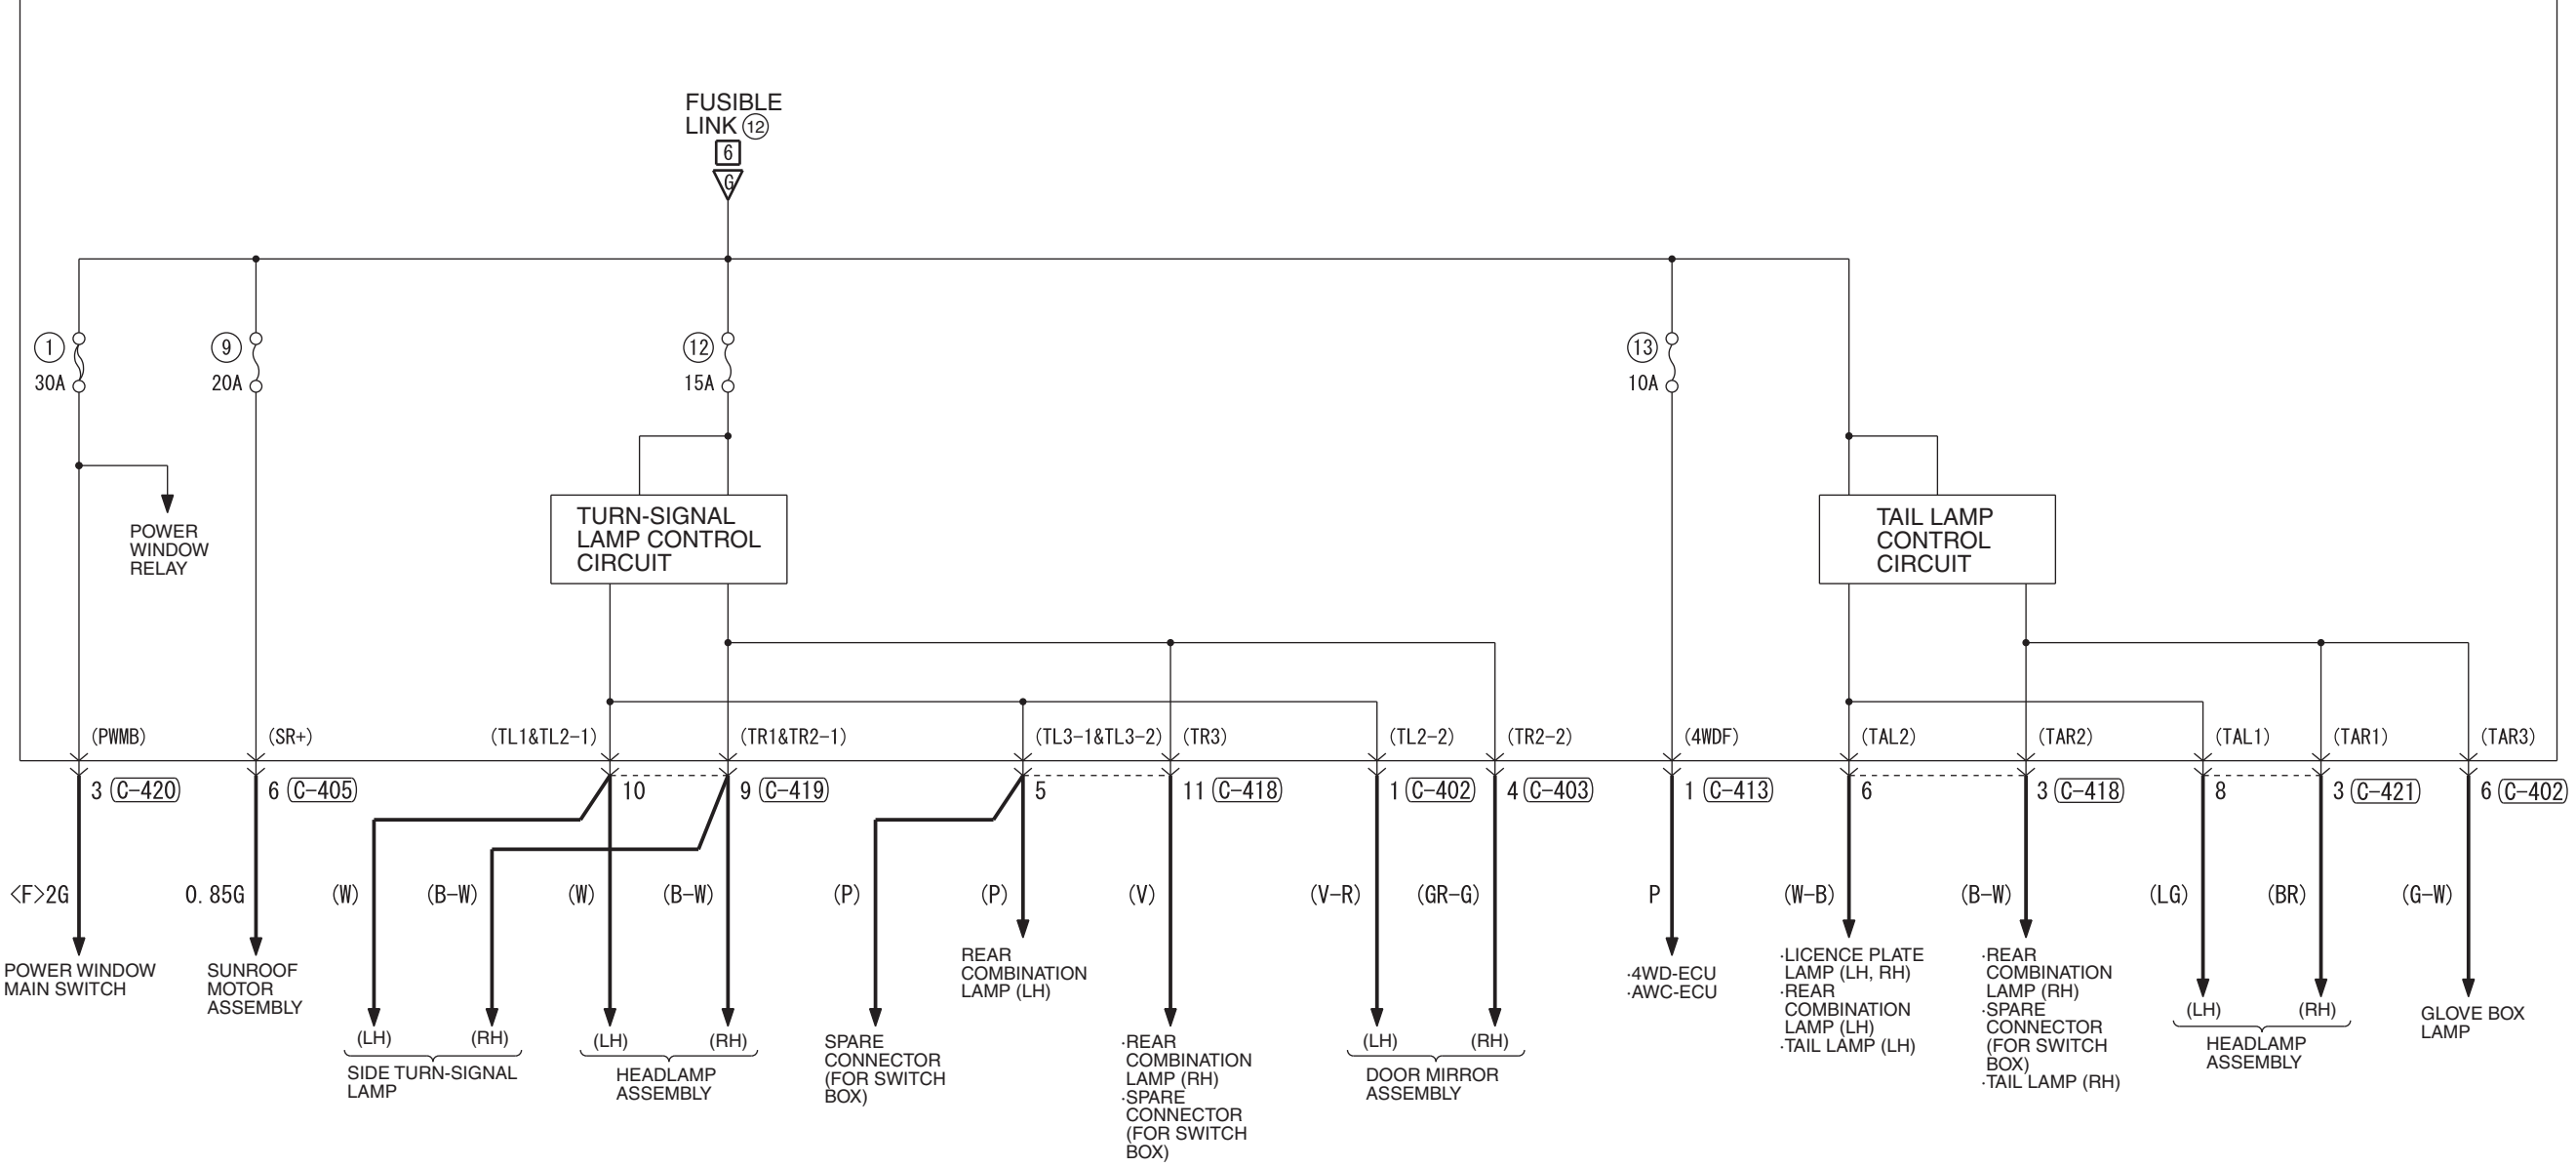 FUSIBLE
LINK 12
6
G
1
30A
9
20A
12
15A
13
10A
POWER
WINDOW
RELAY
TURN-SIGNAL
LAMP CONTROL
CIRCUIT
TAIL LAMP
CONTROL
CIRCUIT
(PWMB) (SR+) (TL1&TL2-1) (TR1&TR2-1) (TL3-1&TL3-2) (TR3) (TL2-2) (TR2-2) (4WDF) (TAL2) (TAR2) (TAL1) (TAR1) (TAR3)
3 C-420 6 C-405 10 9 C-419 5 11 C-418 1 C-402 4 C-403 1 C-413 6 3 C-418 8 3 C-421 6 C-402
<F>2G 0.85G (W) (B-W) (W) (B-W) (P) (P) (V) (V-R) (GR-G) P (W-B) (B-W) (LG) (BR) (G-W)
POWER WINDOW
MAIN SWITCH
SUNROOF
MOTOR
ASSEMBLY
(LH) (RH)
SIDE TURN-SIGNAL
LAMP
(LH) (RH)
HEADLAMP
ASSEMBLY
SPARE
CONNECTOR
(FOR SWITCH
BOX)
REAR
COMBINATION
LAMP (LH)
·REAR
COMBINATION
LAMP (RH)
·SPARE
CONNECTOR
(FOR SWITCH
BOX)
(LH) (RH)
DOOR MIRROR
ASSEMBLY
·4WD-ECU
·AWC-ECU
·LICENCE PLATE
LAMP (LH, RH)
·REAR
COMBINATION
LAMP (LH)
·TAIL LAMP (LH)
·REAR
COMBINATION
LAMP (RH)
·SPARE
CONNECTOR
(FOR SWITCH
BOX)
·TAIL LAMP (RH)
(LH) (RH)
HEADLAMP
ASSEMBLY
GLOVE BOX
LAMP